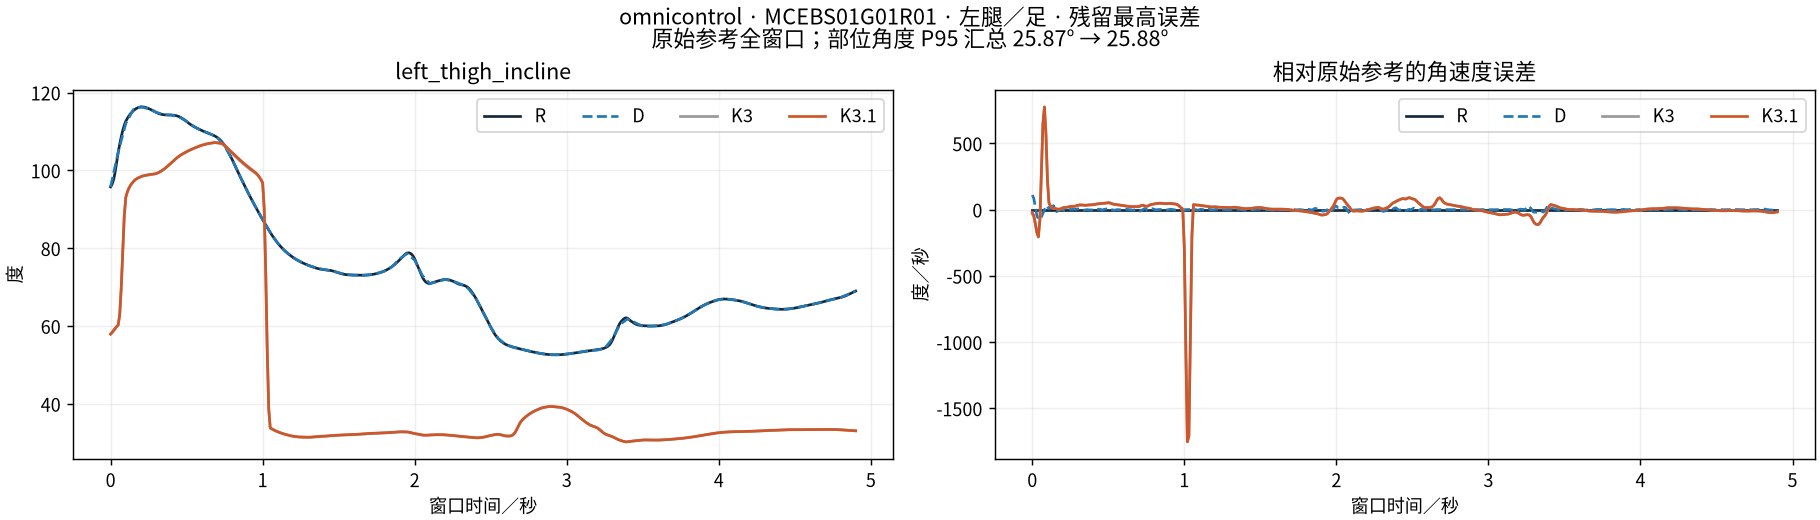 omnicontrol · MCEBS01G01R01 · 左腿／足 · 残留最高误差
原始参考全窗口；部位角度 P95 汇总 25.87° → 25.88°
left_thigh_incline
R
D
K3
K3.1
120
100
80
60
40
度
0
1
2
3
4
5
窗口时间／秒
相对原始参考的角速度误差
R
D
K3
K3.1
500
0
-500
-1000
-1500
度／秒
0
1
2
3
4
5
窗口时间／秒